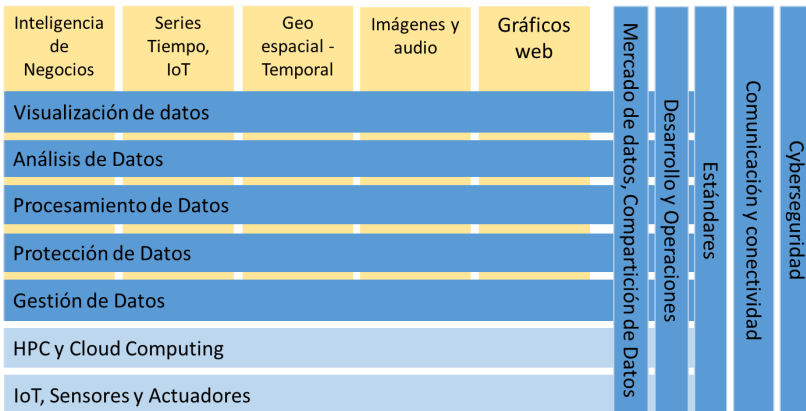 Inteligencia
de
Negocios
Series
Tiempo,
IoT
Geo
espacial -
Temporal
Imágenes y
audio
Gráficos
web
Visualización de datos
Análisis de Datos
Procesamiento de Datos
Protección de Datos
Gestión de Datos
HPC y Cloud Computing
IoT, Sensores y Actuadores
Mercado de datos, Compartición de Datos
Desarrollo y Operaciones
Estándares
Comunicación y conectividad
Cyberseguridad